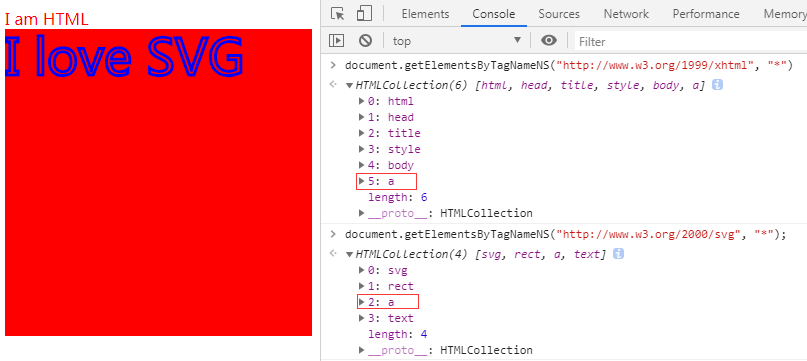 I am HTML
I love SVG
Elements Console Sources Network Performance Memory
top Filter
document.getElementsByTagNameNS("http://www.w3.org/1999/xhtml", "*")
HTMLCollection(6) [html, head, title, style, body, a]
0: html
1: head
2: title
3: style
4: body
5: a
length: 6
__proto__: HTMLCollection
document.getElementsByTagNameNS("http://www.w3.org/2000/svg", "*");
HTMLCollection(4) [svg, rect, a, text]
0: svg
1: rect
2: a
3: text
length: 4
__proto__: HTMLCollection